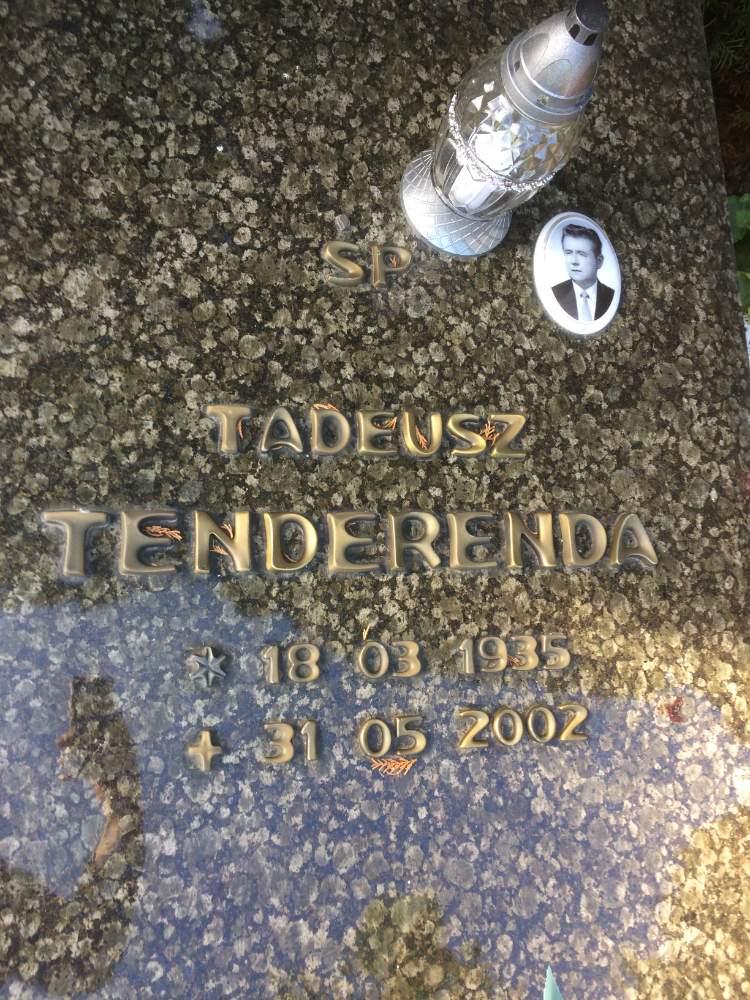 SP
TADEUSZ
TENDERENDA
* 18 03 1935
+ 31 05 2002